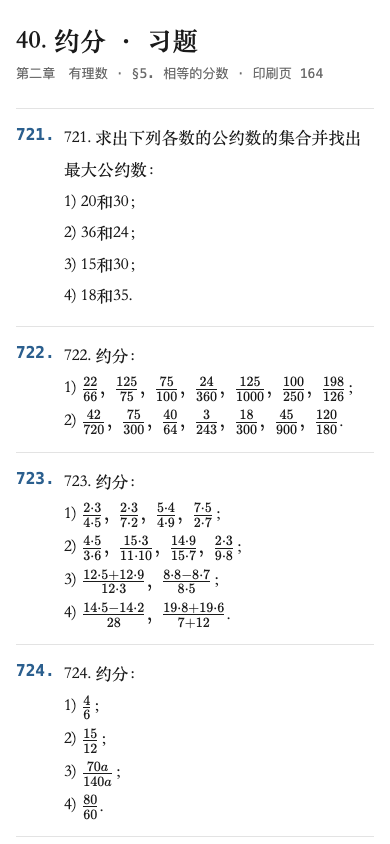 40. 约分 · 习题
第二章 有理数 · §5. 相等的分数 · 印刷页 164
721. 721. 求出下列各数的公约数的集合并找出
最大公约数：
1) 20和30；
2) 36和24；
3) 15和30；
4) 18和35.
722. 722. 约分：
1) 22/66, 125/75, 75/100, 24/360, 125/1000, 100/250, 198/126；
2) 42/720, 75/300, 40/64, 3/243, 18/300, 45/900, 120/180.
723. 723. 约分：
1) 2·3/4·5, 2·3/7·2, 5·4/4·9, 7·5/2·7；
2) 4·5/3·6, 15·3/11·10, 14·9/15·7, 2·3/9·8；
3) 12·5+12·9/12·3, 8·8−8·7/8·5；
4) 14·5−14·2/28, 19·8+19·6/7+12.
724. 724. 约分：
1) 4/6；
2) 15/12；
3) 70a/140a；
4) 80/60.